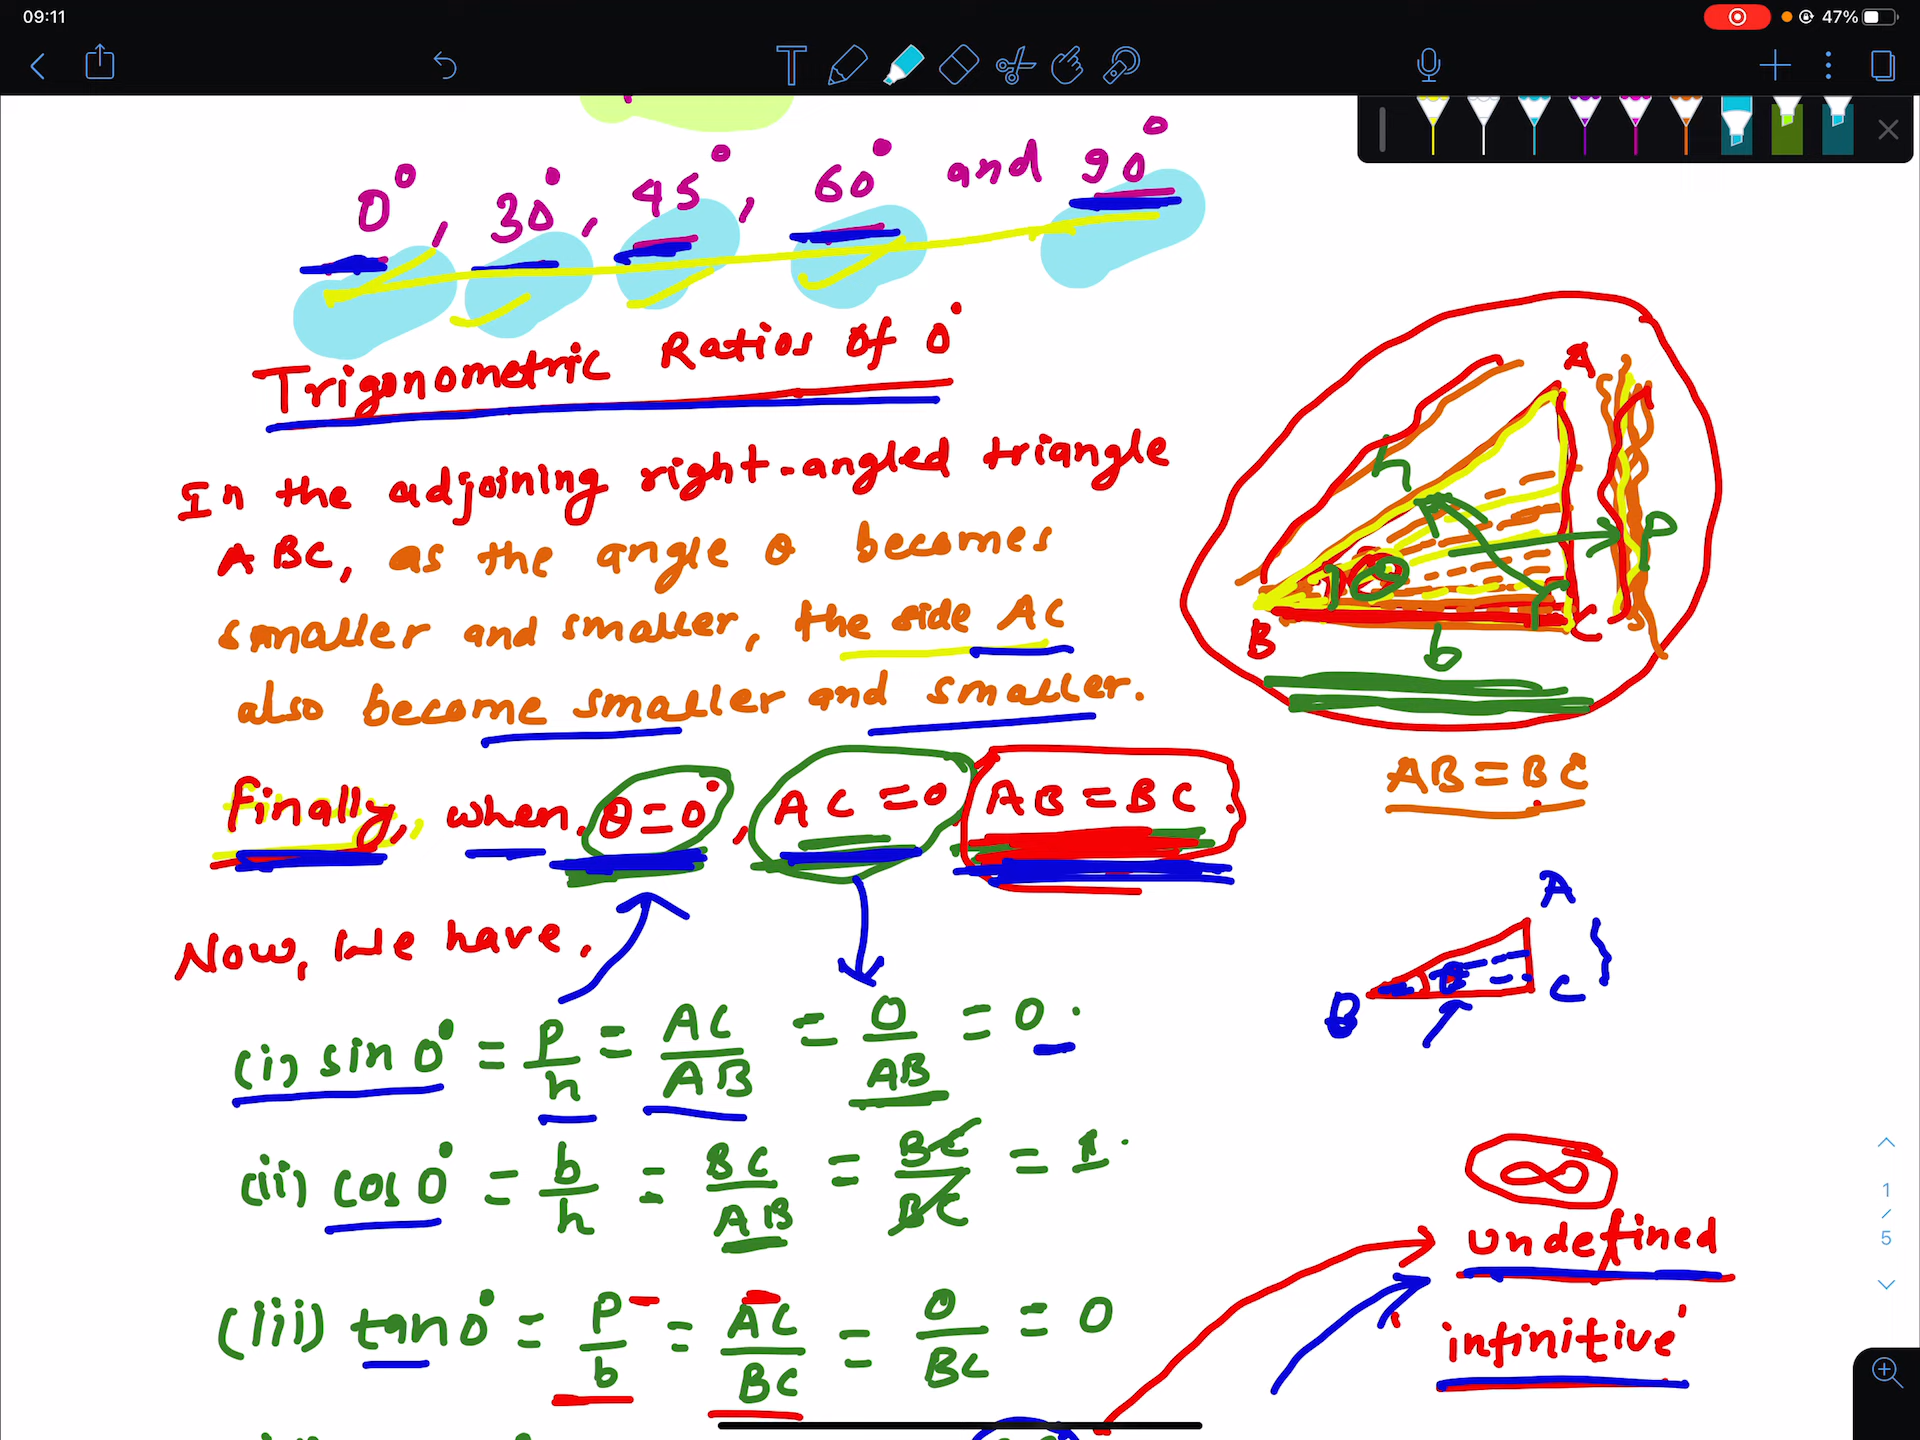 09:11
47%
0°, 30°, 45°, 60° and 90°
Trigonometric Ratios of 0°
In the adjoining right-angled triangle
ABC, as the angle θ becomes
smaller and smaller, the side AC
also become smaller and smaller.
Finally, when θ=0°, AC=0 AB=BC.
Now, We have,
(i) sin 0° = p/h = AC/AB = 0/AB = 0.
(ii) cos 0° = b/h = BC/AB = BC/BC = 1.
(iii) tan 0° = p/b = AC/BC = 0/BC = 0
A
h
p
θ
B
b
C
AB = BC
A
B
θ
C
∞
undefined
infinitive
1
/
5